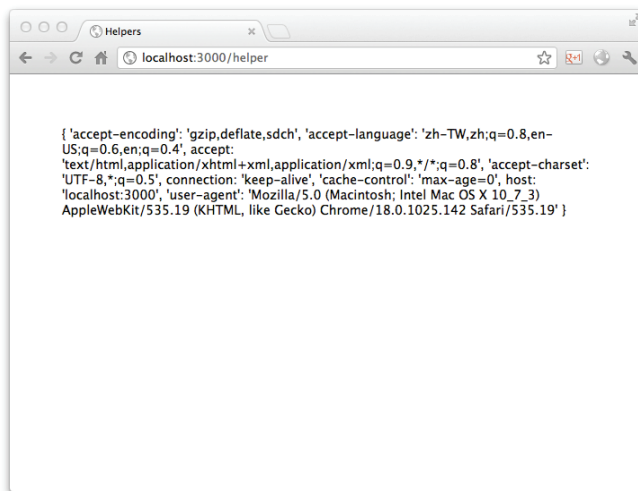 Helpers
localhost:3000/helper
{ 'accept-encoding': 'gzip,deflate,sdch', 'accept-language': 'zh-TW,zh;q=0.8,en-
US;q=0.6,en;q=0.4', accept:
'text/html,application/xhtml+xml,application/xml;q=0.9,*/*;q=0.8', 'accept-charset':
'UTF-8,*;q=0.5', connection: 'keep-alive', 'cache-control': 'max-age=0', host:
'localhost:3000', 'user-agent': 'Mozilla/5.0 (Macintosh; Intel Mac OS X 10_7_3)
AppleWebKit/535.19 (KHTML, like Gecko) Chrome/18.0.1025.142 Safari/535.19' }